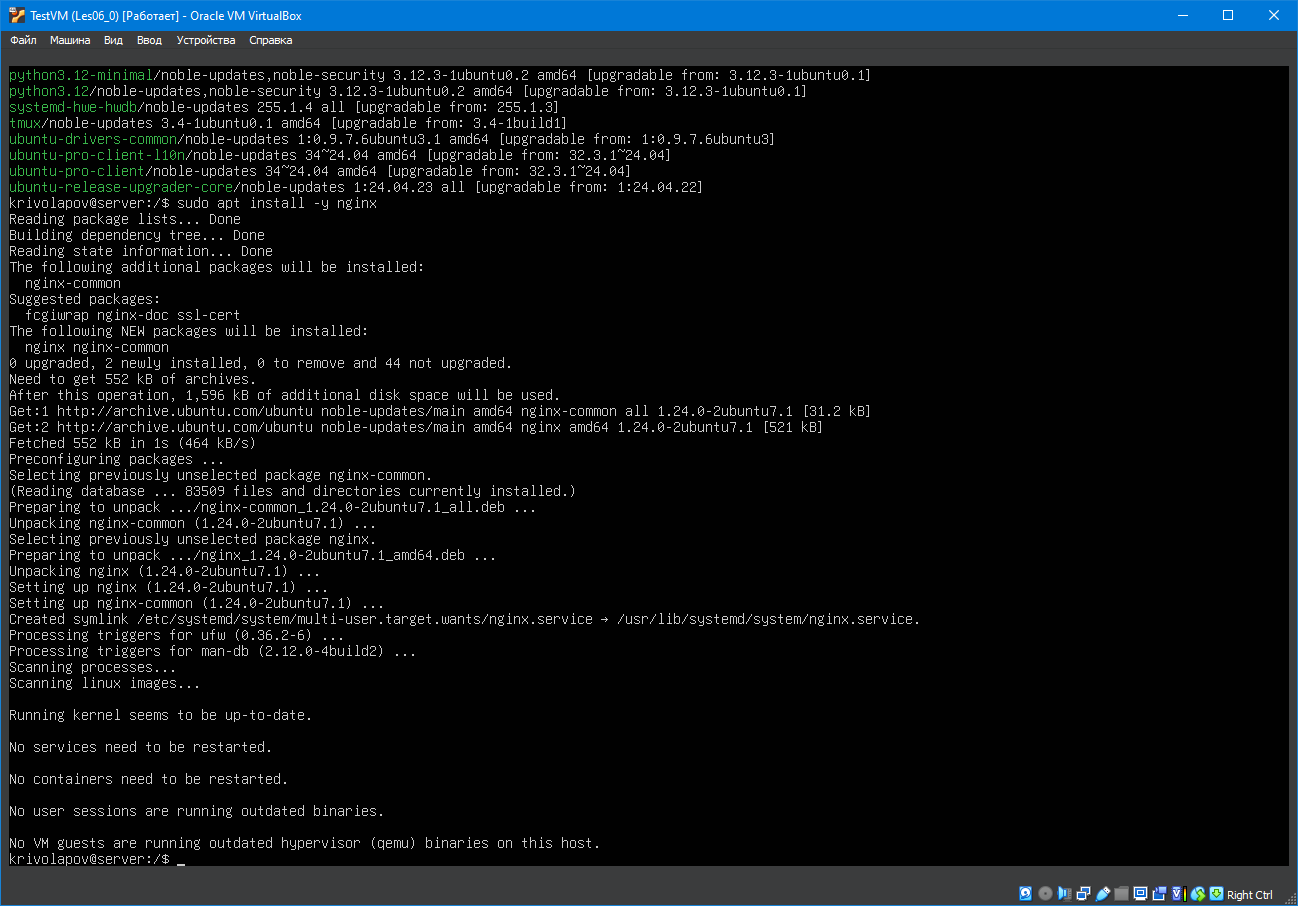 TestVM (Les06_0) [Работает] - Oracle VM VirtualBox
Файл Машина Вид Ввод Устройства Справка
python3.12-minimal/noble-updates,noble-security 3.12.3-1ubuntu0.2 amd64 [upgradable from: 3.12.3-1ubuntu0.1]
python3.12/noble-updates,noble-security 3.12.3-1ubuntu0.2 amd64 [upgradable from: 3.12.3-1ubuntu0.1]
systemd-hwe-hwdb/noble-updates 255.1.4 all [upgradable from: 255.1.3]
tmux/noble-updates 3.4-1ubuntu0.1 amd64 [upgradable from: 3.4-1build1]
ubuntu-drivers-common/noble-updates 1:0.9.7.6ubuntu3.1 amd64 [upgradable from: 1:0.9.7.6ubuntu3]
ubuntu-pro-client-l10n/noble-updates 34~24.04 amd64 [upgradable from: 32.3.1~24.04]
ubuntu-pro-client/noble-updates 34~24.04 amd64 [upgradable from: 32.3.1~24.04]
ubuntu-release-upgrader-core/noble-updates 1:24.04.23 all [upgradable from: 1:24.04.22]
krivolapov@server:/$ sudo apt install -y nginx
Reading package lists... Done
Building dependency tree... Done
Reading state information... Done
The following additional packages will be installed:
  nginx-common
Suggested packages:
  fcgiwrap nginx-doc ssl-cert
The following NEW packages will be installed:
  nginx nginx-common
0 upgraded, 2 newly installed, 0 to remove and 44 not upgraded.
Need to get 552 kB of archives.
After this operation, 1,596 kB of additional disk space will be used.
Get:1 http://archive.ubuntu.com/ubuntu noble-updates/main amd64 nginx-common all 1.24.0-2ubuntu7.1 [31.2 kB]
Get:2 http://archive.ubuntu.com/ubuntu noble-updates/main amd64 nginx amd64 1.24.0-2ubuntu7.1 [521 kB]
Fetched 552 kB in 1s (464 kB/s)
Preconfiguring packages ...
Selecting previously unselected package nginx-common.
(Reading database ... 83509 files and directories currently installed.)
Preparing to unpack .../nginx-common_1.24.0-2ubuntu7.1_all.deb ...
Unpacking nginx-common (1.24.0-2ubuntu7.1) ...
Selecting previously unselected package nginx.
Preparing to unpack .../nginx_1.24.0-2ubuntu7.1_amd64.deb ...
Unpacking nginx (1.24.0-2ubuntu7.1) ...
Setting up nginx (1.24.0-2ubuntu7.1) ...
Setting up nginx-common (1.24.0-2ubuntu7.1) ...
Created symlink /etc/systemd/system/multi-user.target.wants/nginx.service → /usr/lib/systemd/system/nginx.service.
Processing triggers for ufw (0.36.2-6) ...
Processing triggers for man-db (2.12.0-4build2) ...
Scanning processes...
Scanning linux images...
Running kernel seems to be up-to-date.
No services need to be restarted.
No containers need to be restarted.
No user sessions are running outdated binaries.
No VM guests are running outdated hypervisor (qemu) binaries on this host.
krivolapov@server:/$ _
Right Ctrl